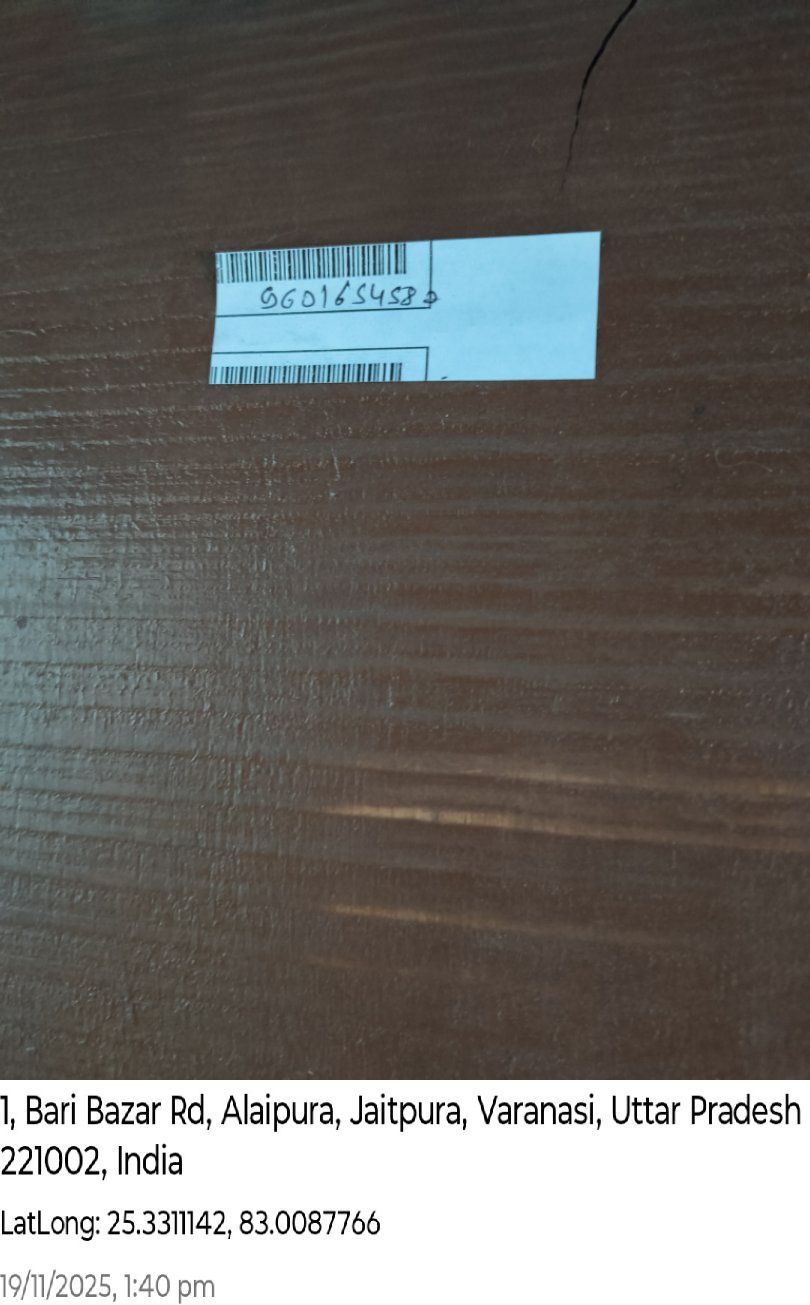 9601654582
1, Bari Bazar Rd, Alaipura, Jaitpura, Varanasi, Uttar Pradesh
221002, India
LatLong: 25.3311142, 83.0087766
19/11/2025, 1:40 pm